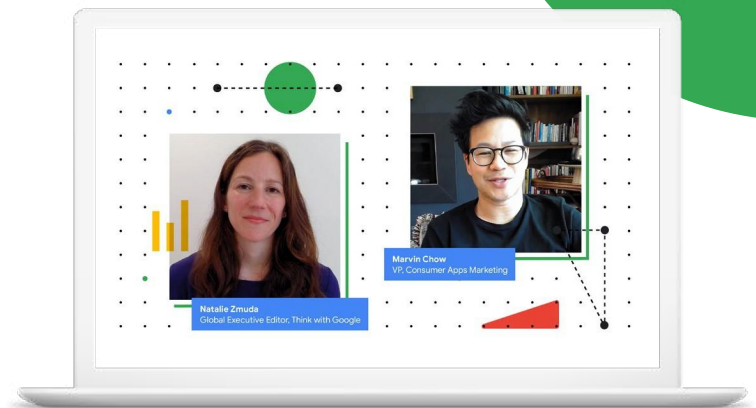 Marvin Chow
VP, Consumer Apps Marketing
Natalie Zmuda
Global Executive Editor, Think with Google